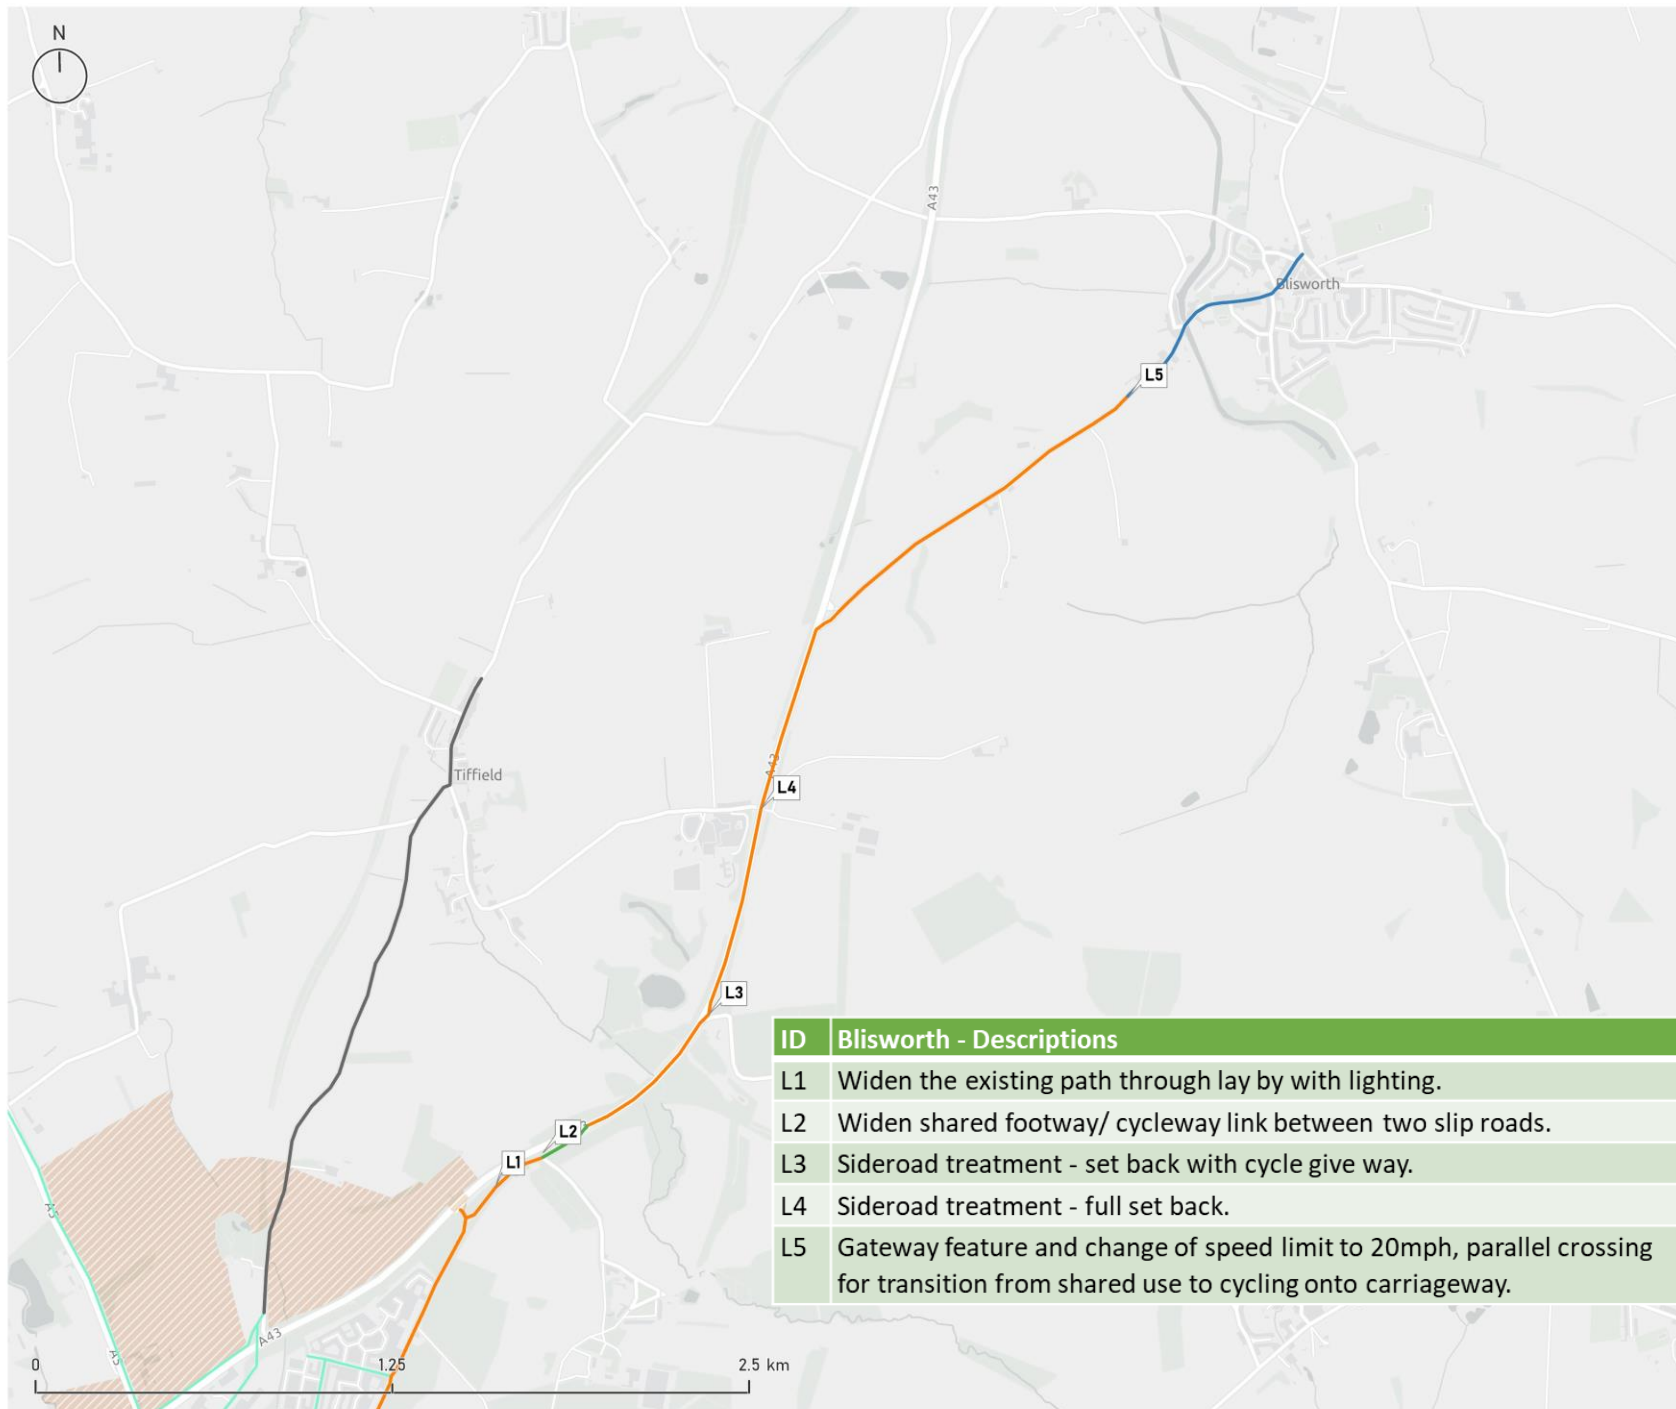 N
A43
Blisworth
L5
A43
Tiffield
L4
L3
L2
L1
A5
A43
A5
0 1.25 2.5 km
ID Blisworth - Descriptions
L1 Widen the existing path through lay by with lighting.
L2 Widen shared footway/ cycleway link between two slip roads.
L3 Sideroad treatment - set back with cycle give way.
L4 Sideroad treatment - full set back.
L5 Gateway feature and change of speed limit to 20mph, parallel crossing
for transition from shared use to cycling onto carriageway.